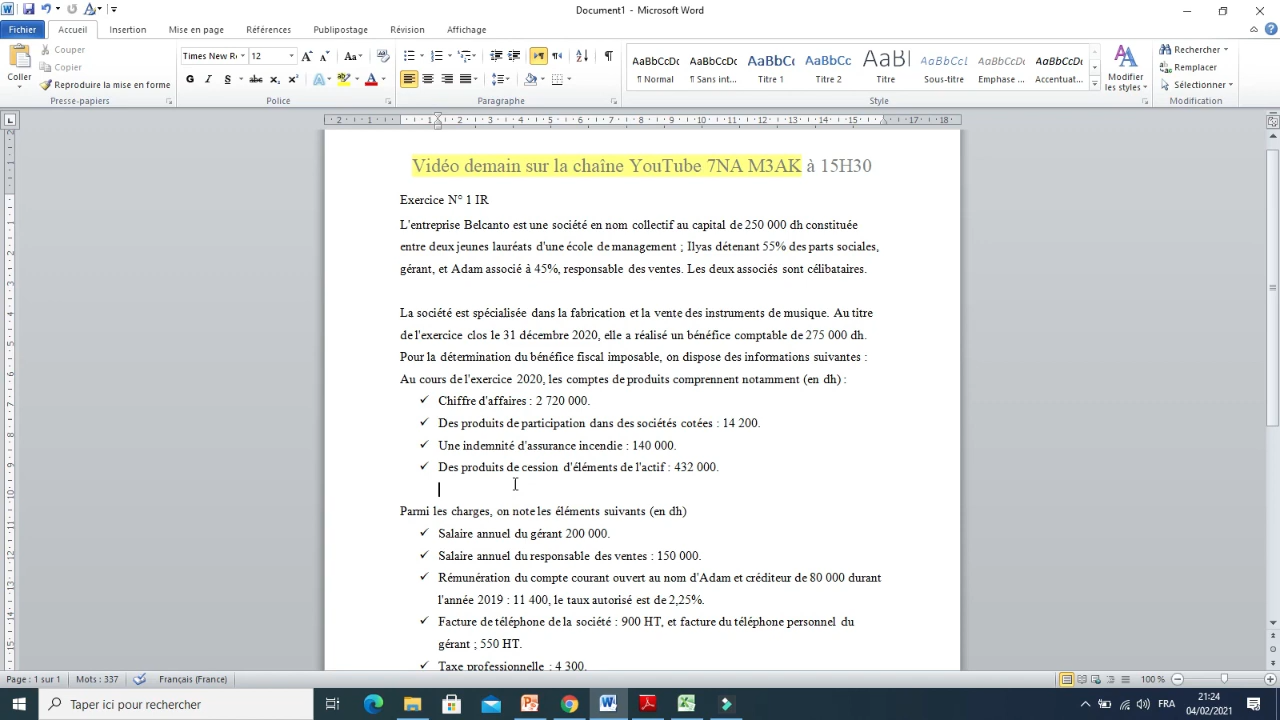 Document1 - Microsoft Word
Fichier Accueil Insertion Mise en page Références Publipostage Révision Affichage
Coller
Couper
Copier
Reproduire la mise en forme
Presse-papiers
Times New R 12
G I S abc x₂ x²
Police
Paragraphe
AaBbCcDc AaBbCcDc AaBbC AaBbCc AaB AaBbCcI AaBbCcDc AaBbCcDc
¶ Normal ¶ Sans int... Titre 1 Titre 2 Titre Sous-titre Emphase ... Accentuat...
Style
Modifier les styles
Rechercher
Remplacer
Sélectionner
Modification
Vidéo demain sur la chaîne YouTube 7NA M3AK à 15H30
Exercice N° 1 IR
L'entreprise Belcanto est une société en nom collectif au capital de 250 000 dh constituée
entre deux jeunes lauréats d'une école de management ; Ilyas détenant 55% des parts sociales,
gérant, et Adam associé à 45%, responsable des ventes. Les deux associés sont célibataires.
La société est spécialisée dans la fabrication et la vente des instruments de musique. Au titre
de l'exercice clos le 31 décembre 2020, elle a réalisé un bénéfice comptable de 275 000 dh.
Pour la détermination du bénéfice fiscal imposable, on dispose des informations suivantes :
Au cours de l'exercice 2020, les comptes de produits comprennent notamment (en dh) :
✓ Chiffre d'affaires : 2 720 000.
✓ Des produits de participation dans des sociétés cotées : 14 200.
✓ Une indemnité d'assurance incendie : 140 000.
✓ Des produits de cession d'éléments de l'actif : 432 000.
Parmi les charges, on note les éléments suivants (en dh)
✓ Salaire annuel du gérant 200 000.
✓ Salaire annuel du responsable des ventes : 150 000.
✓ Rémunération du compte courant ouvert au nom d'Adam et créditeur de 80 000 durant
l'année 2019 : 11 400, le taux autorisé est de 2,25%.
✓ Facture de téléphone de la société : 900 HT, et facture du téléphone personnel du
gérant ; 550 HT.
✓ Taxe professionnelle : 4 300.
Page : 1 sur 1 Mots : 337 Français (France) 100 %
Taper ici pour rechercher
FRA
21:24
04/02/2021